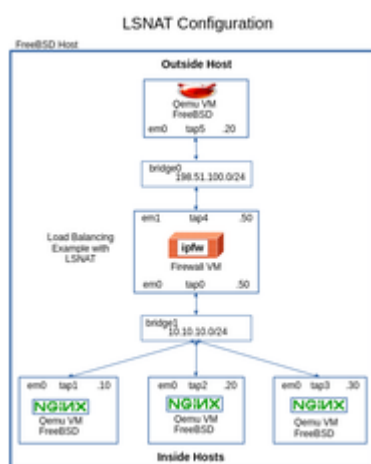 LSNAT Configuration
FreeBSD Host
Outside Host
Qemu VM
FreeBSD
em0 tap5 .20
bridge0
198.51.100.0/24
em1 tap4 .50
Load Balancing
Example with
LSNAT
ipfw
Firewall VM
em0 tap0 .50
bridge1
10.10.10.0/24
em0 tap1 .10
NGINX
Qemu VM
FreeBSD
em0 tap2 .20
NGINX
Qemu VM
FreeBSD
em0 tap3 .30
NGINX
Qemu VM
FreeBSD
Inside Hosts